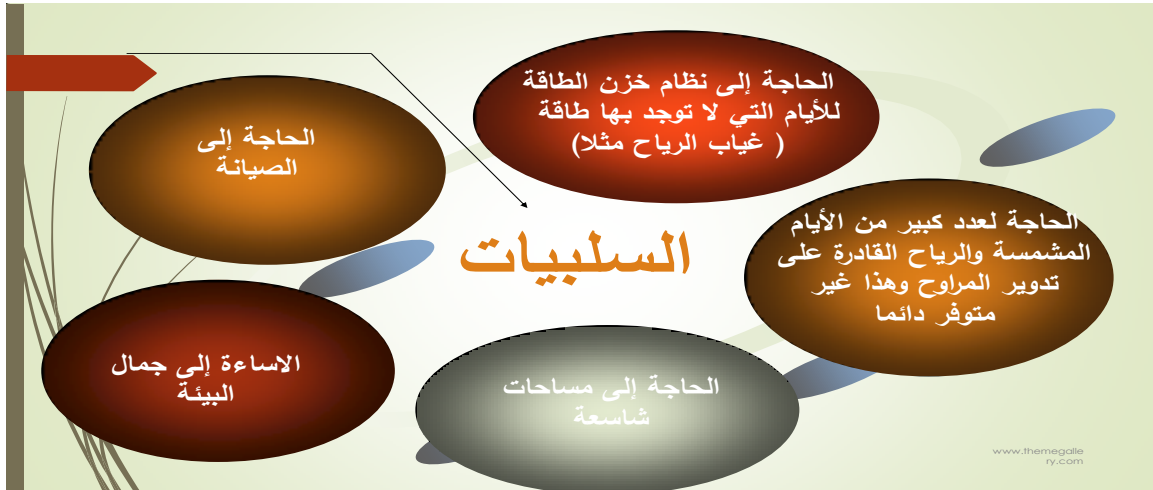 الحاجة إلى نظام خزن الطاقة
للأيام التي لا توجد بها طاقة
( غياب الرياح مثلا)
الحاجة إلى
الصيانة
الحاجة لعدد كبير من الأيام
المشمسة والرياح القادرة على
تدوير المراوح وهذا غير
متوفر دائما
السلبيات
الاساءة إلى جمال
البيئة
الحاجة إلى مساحات
شاسعة
www.themegalle
ry.com